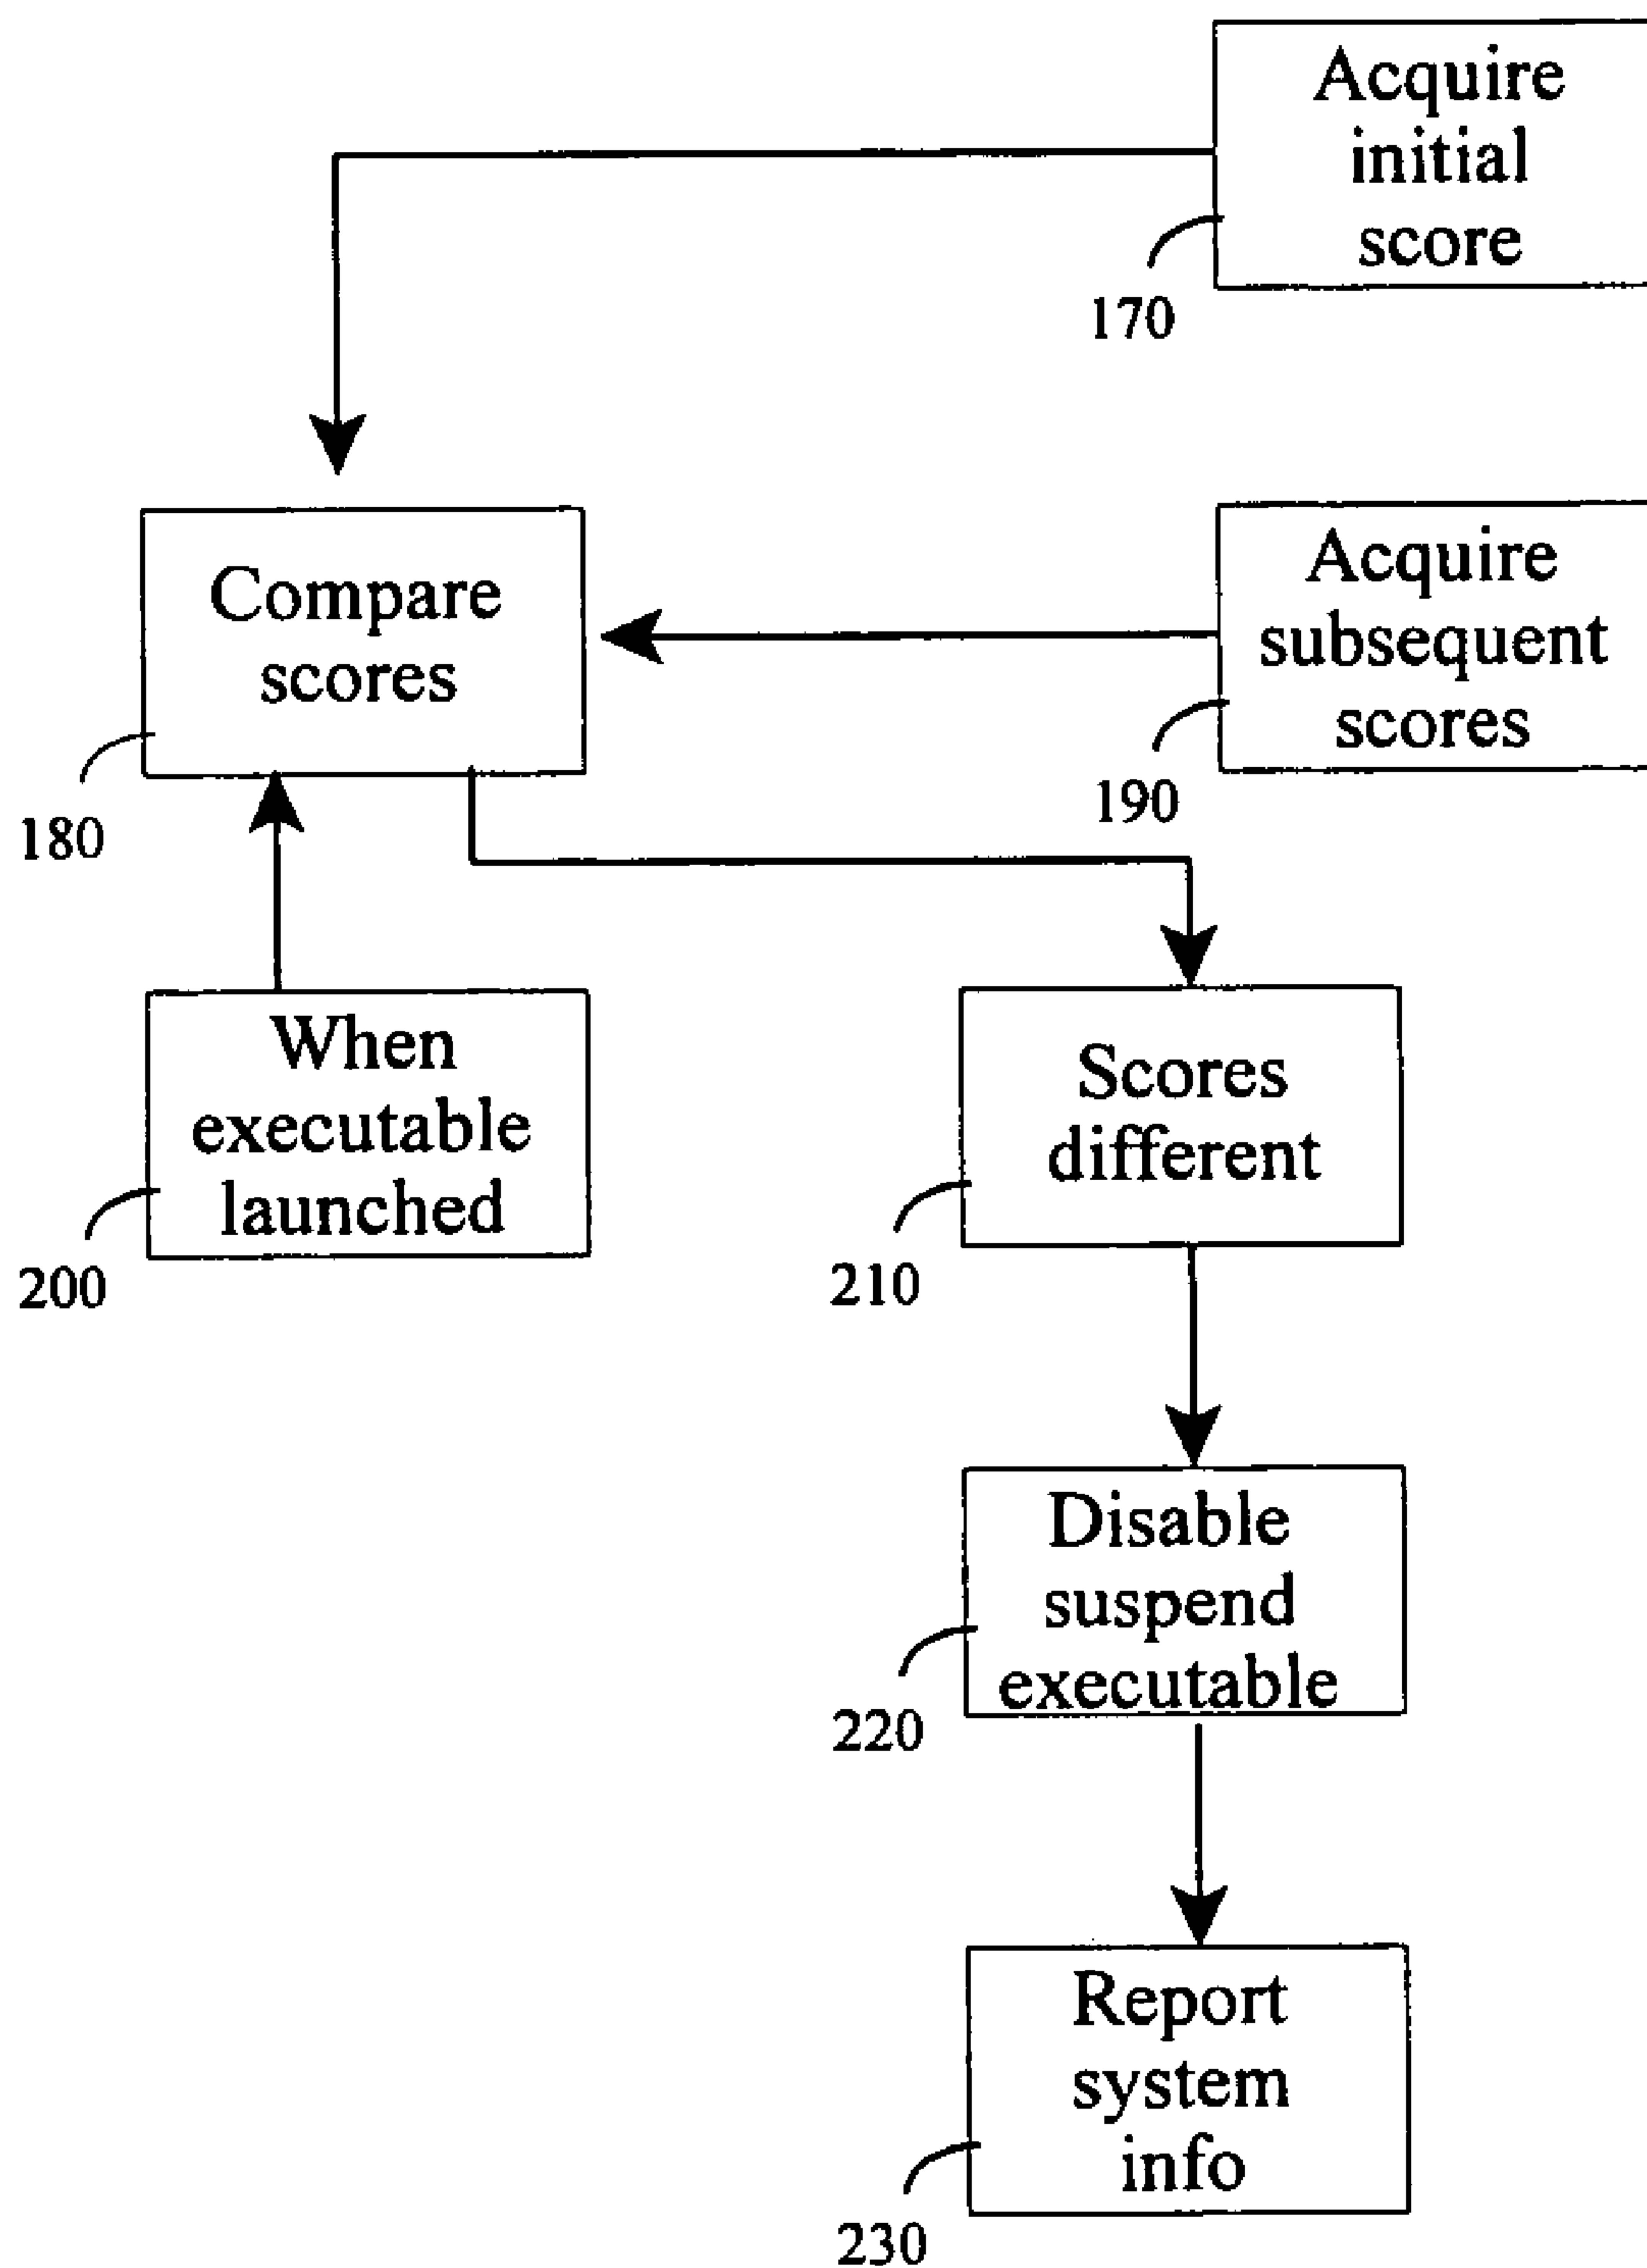 Acquire
initial
score
170
Compare
scores
180
Acquire
subsequent
scores
190
When
executable
launched
200
Scores
different
210
Disable
suspend
executable
220
Report
system
info
230